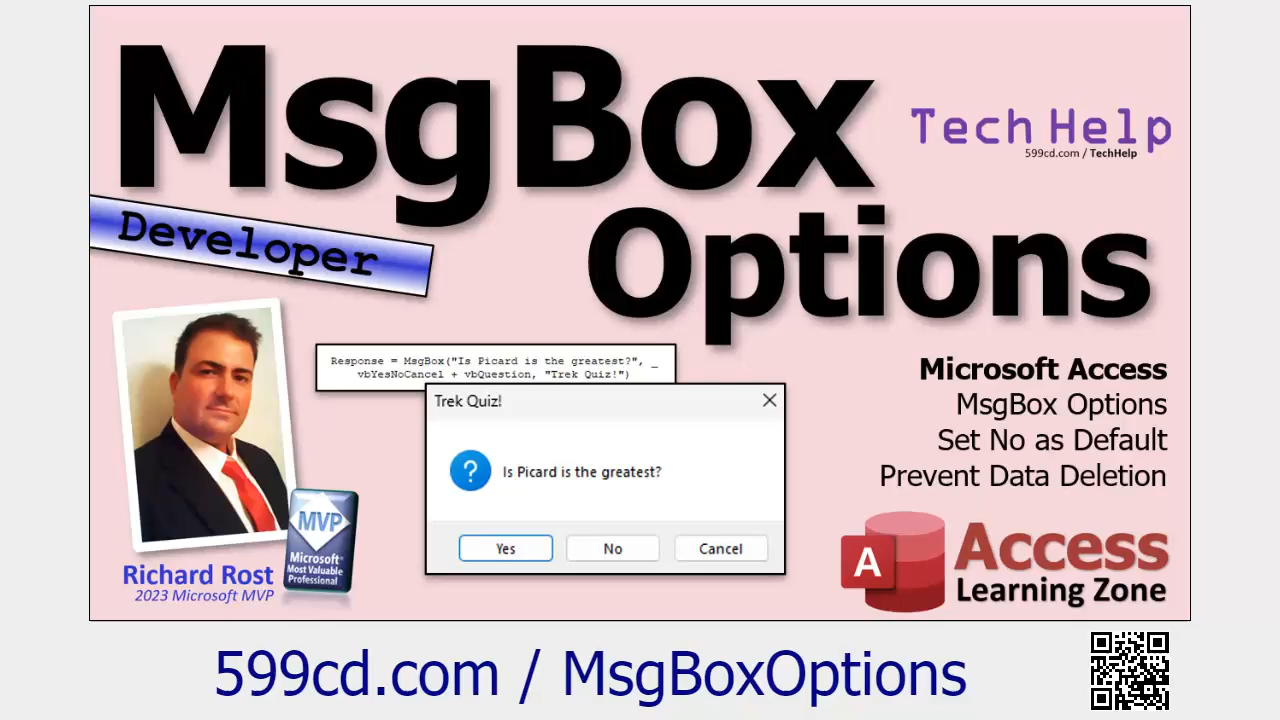 MsgBox
Options
Tech Help
599cd.com / TechHelp
Developer
Response = MsgBox("Is Picard is the greatest?", _
vbYesNoCancel + vbQuestion, "Trek Quiz!")
Trek Quiz!
?
Is Picard is the greatest?
Yes
No
Cancel
Microsoft Access
MsgBox Options
Set No as Default
Prevent Data Deletion
MVP
Microsoft®
Most Valuable
Professional
Richard Rost
2023 Microsoft MVP
A
Access
Learning Zone
599cd.com / MsgBoxOptions